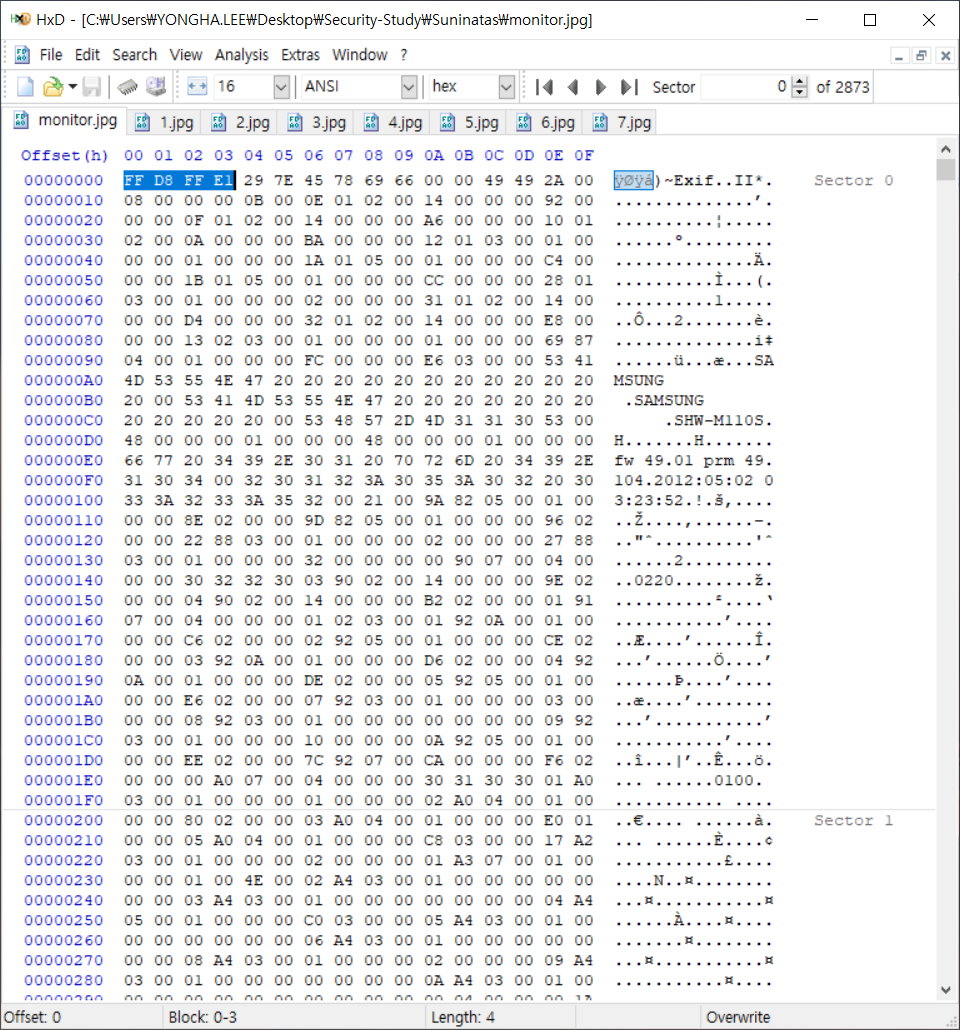 HxD - [C:₩Users₩YONGHA.LEE₩Desktop₩Security-Study₩Suninatas₩monitor.jpg]
File Edit Search View Analysis Extras Window ?
16 ANSI hex Sector 0 of 2873
monitor.jpg 1.jpg 2.jpg 3.jpg 4.jpg 5.jpg 6.jpg 7.jpg
Offset(h) 00 01 02 03 04 05 06 07 08 09 0A 0B 0C 0D 0E 0F
00000000 FF D8 FF E1 29 7E 45 78 69 66 00 00 49 49 2A 00 ÿØÿá)~Exif..II*. Sector 0
00000010 08 00 00 00 0B 00 0E 01 02 00 14 00 00 00 92 00 ..............’.
00000020 00 00 0F 01 02 00 14 00 00 00 A6 00 00 00 10 01 ..........¦.....
00000030 02 00 0A 00 00 00 BA 00 00 00 12 01 03 00 01 00 ......º.........
00000040 00 00 01 00 00 00 1A 01 05 00 01 00 00 00 C4 00 ..............Ä.
00000050 00 00 1B 01 05 00 01 00 00 00 CC 00 00 00 28 01 ..........Ì...(.
00000060 03 00 01 00 00 00 02 00 00 00 31 01 02 00 14 00 ..........1.....
00000070 00 00 D4 00 00 00 32 01 02 00 14 00 00 00 E8 00 ..Ô...2.......è.
00000080 00 00 13 02 03 00 01 00 00 00 01 00 00 00 69 87 ..............i‡
00000090 04 00 01 00 00 00 FC 00 00 00 E6 03 00 00 53 41 ......ü...æ...SA
000000A0 4D 53 55 4E 47 20 20 20 20 20 20 20 20 20 20 20 MSUNG
000000B0 20 00 53 41 4D 53 55 4E 47 20 20 20 20 20 20 20 .SAMSUNG
000000C0 20 20 20 20 20 00 53 48 57 2D 4D 31 31 30 53 00 .SHW-M110S.
000000D0 48 00 00 00 01 00 00 00 48 00 00 00 01 00 00 00 H.......H.......
000000E0 66 77 20 34 39 2E 30 31 20 70 72 6D 20 34 39 2E fw 49.01 prm 49.
000000F0 31 30 34 00 32 30 31 32 3A 30 35 3A 30 32 20 30 104.2012:05:02 0
00000100 33 3A 32 33 3A 35 32 00 21 00 9A 82 05 00 01 00 3:23:52.!.š‚....
00000110 00 00 8E 02 00 00 9D 82 05 00 01 00 00 00 96 02 ..Ž....‚......–.
00000120 00 00 22 88 03 00 01 00 00 00 02 00 00 00 27 88 .."ˆ..........'ˆ
00000130 03 00 01 00 00 00 32 00 00 00 00 90 07 00 04 00 ......2.........
00000140 00 00 30 32 32 30 03 90 02 00 14 00 00 00 9E 02 ..0220........ž.
00000150 00 00 04 90 02 00 14 00 00 00 B2 02 00 00 01 91 ..........²....‘
00000160 07 00 04 00 00 00 01 02 03 00 01 92 0A 00 01 00 ...........’....
00000170 00 00 C6 02 00 00 02 92 05 00 01 00 00 00 CE 02 ..Æ....’......Î.
00000180 00 00 03 92 0A 00 01 00 00 00 D6 02 00 00 04 92 ...’......Ö....’
00000190 0A 00 01 00 00 00 DE 02 00 00 05 92 05 00 01 00 ......Þ....’....
000001A0 00 00 E6 02 00 00 07 92 03 00 01 00 00 00 03 00 ..æ....’........
000001B0 00 00 08 92 03 00 01 00 00 00 00 00 00 00 09 92 ...’...........’
000001C0 03 00 01 00 00 00 10 00 00 00 0A 92 05 00 01 00 ...........’....
000001D0 00 00 EE 02 00 00 7C 92 07 00 CA 00 00 00 F6 02 ..î...|’..Ê...ö.
000001E0 00 00 00 A0 07 00 04 00 00 00 30 31 30 30 01 A0 ... ......0100.
000001F0 03 00 01 00 00 00 01 00 00 00 02 A0 04 00 01 00 ........... ....
00000200 00 00 80 02 00 00 03 A0 04 00 01 00 00 00 E0 01 ..€.... ......à. Sector 1
00000210 00 00 05 A0 04 00 01 00 00 00 C8 03 00 00 17 A2 ... ......È....¢
00000220 03 00 01 00 00 00 02 00 00 00 01 A3 07 00 01 00 ...........£....
00000230 00 00 01 00 4E 00 02 A4 03 00 01 00 00 00 00 00 ....N..¤........
00000240 00 00 03 A4 03 00 01 00 00 00 00 00 00 00 04 A4 ...¤...........¤
00000250 05 00 01 00 00 00 C0 03 00 00 05 A4 03 00 01 00 ......À....¤....
00000260 00 00 00 00 00 00 06 A4 03 00 01 00 00 00 00 00 .......¤........
00000270 00 00 08 A4 03 00 01 00 00 00 02 00 00 00 09 A4 ...¤...........¤
00000280 03 00 01 00 00 00 00 00 00 00 0A A4 03 00 01 00 ...........¤....
Offset: 0 Block: 0-3 Length: 4 Overwrite